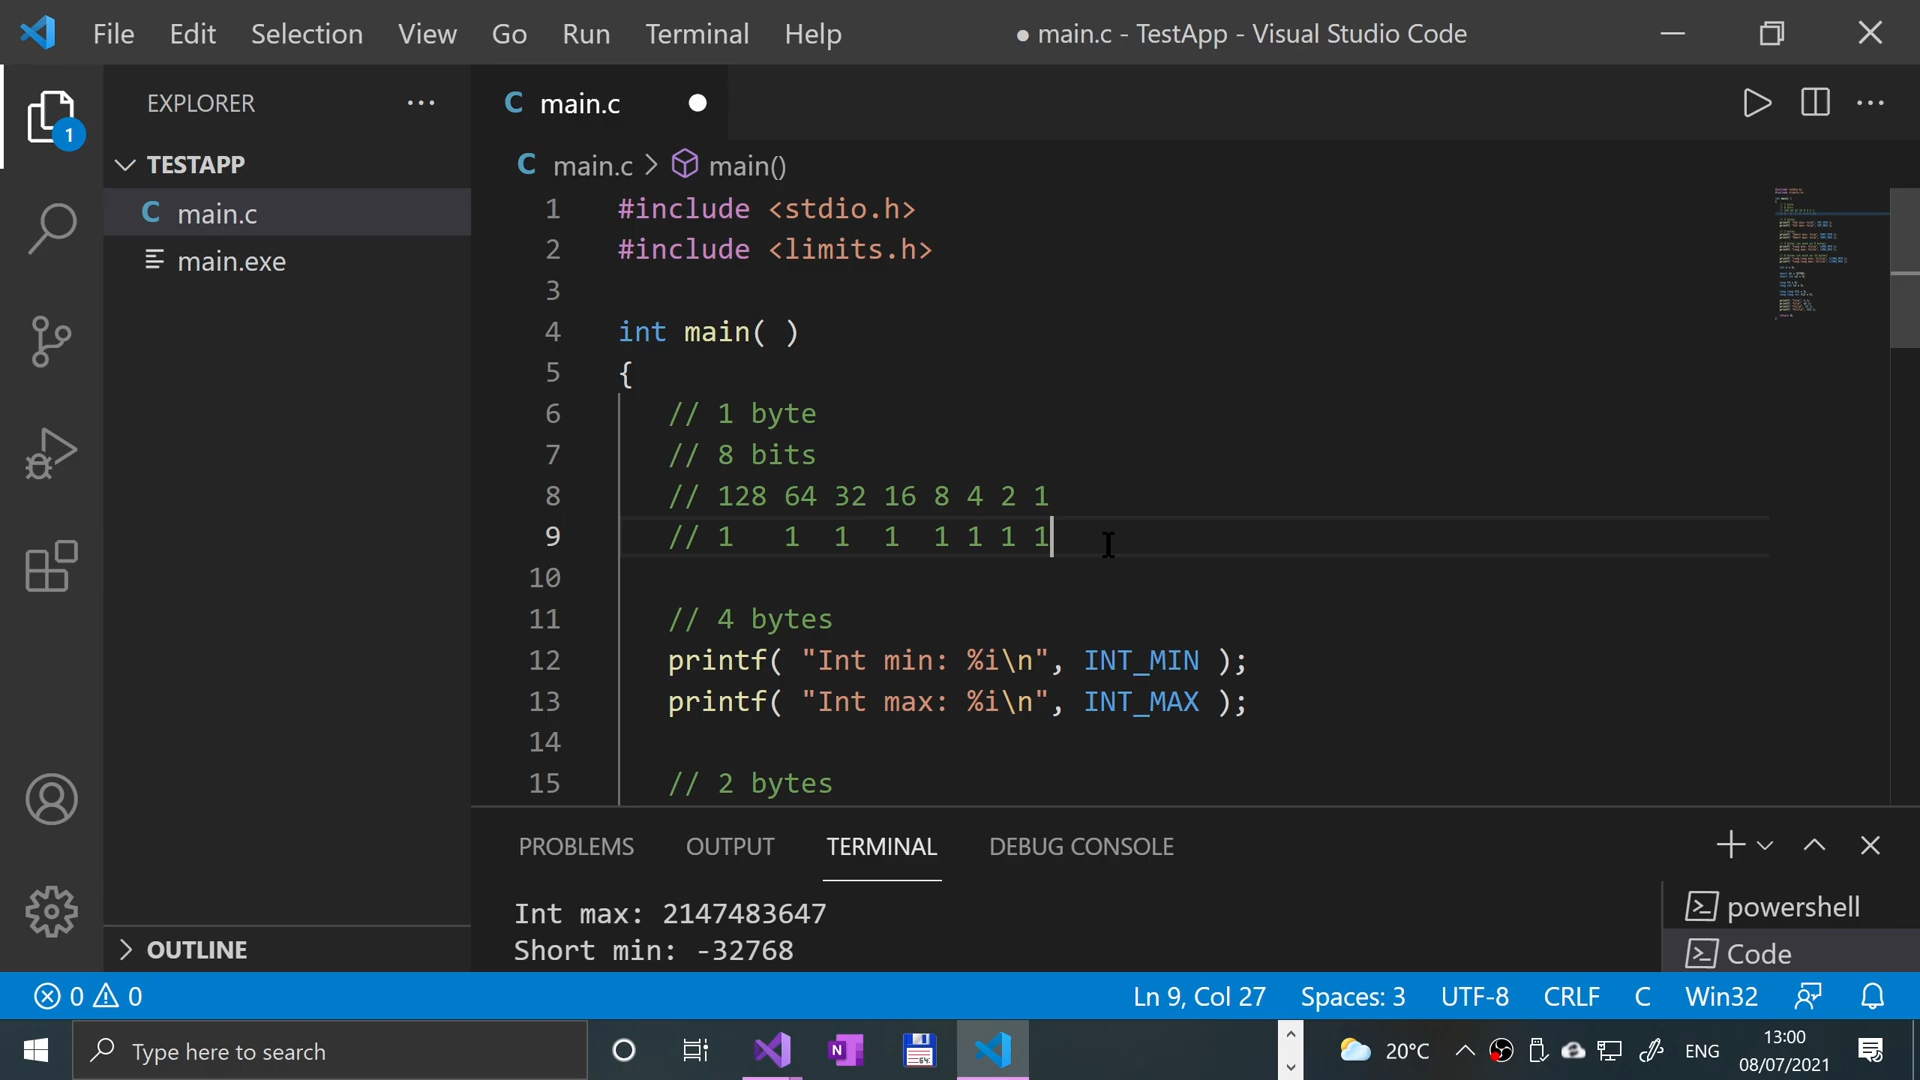 File Edit Selection View Go Run Terminal Help ● main.c - TestApp - Visual Studio Code
EXPLORER
C main.c
1
TESTAPP
C main.c > main()
C main.c
main.exe
1 #include <stdio.h>
2 #include <limits.h>
3
4 int main( )
5 {
6 // 1 byte
7 // 8 bits
8 // 128 64 32 16 8 4 2 1
9 // 1 1 1 1 1 1 1 1
10
11 // 4 bytes
12 printf( "Int min: %i\n", INT_MIN );
13 printf( "Int max: %i\n", INT_MAX );
14
15 // 2 bytes
PROBLEMS OUTPUT TERMINAL DEBUG CONSOLE
Int max: 2147483647
Short min: -32768
powershell
Code
OUTLINE
0 0 Ln 9, Col 27 Spaces: 3 UTF-8 CRLF C Win32
Type here to search
N
64
20°C
ENG
13:00
08/07/2021